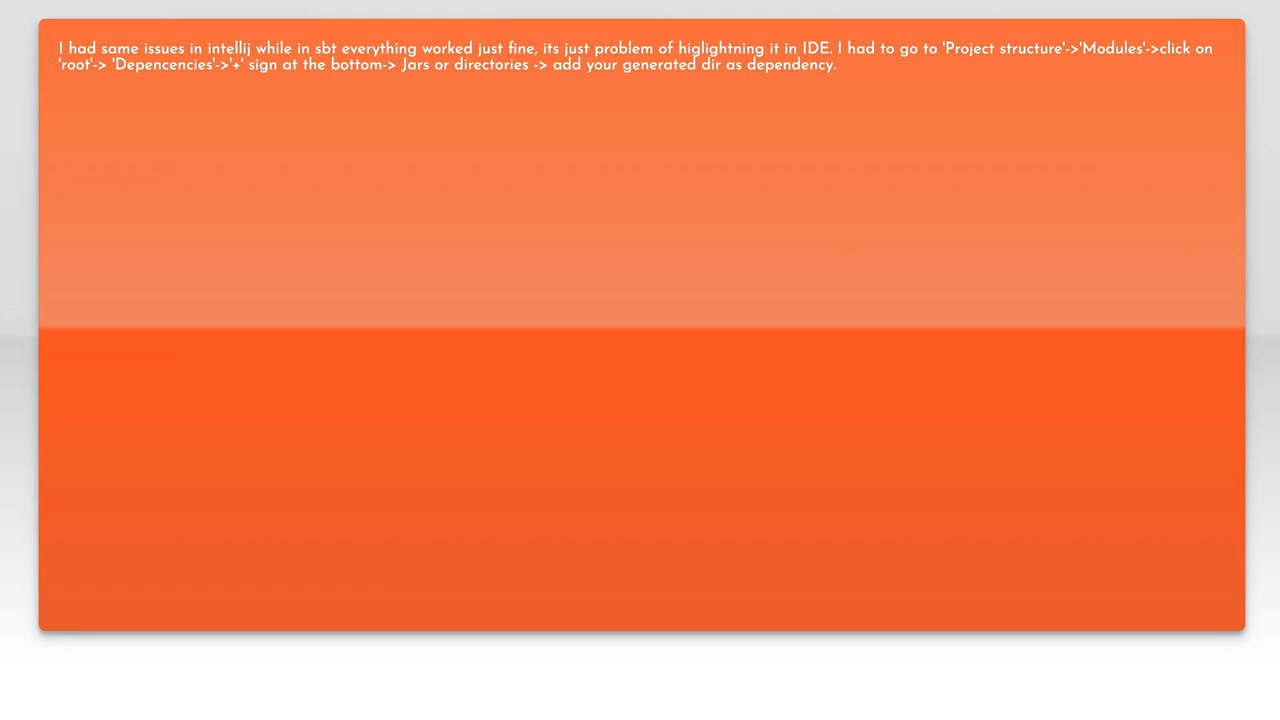 I had same issues in intellij while in sbt everything worked just fine, its just problem of higlightning it in IDE. I had to go to 'Project structure'->'Modules'->click on
'root'-> 'Depencencies'->'+' sign at the bottom-> Jars or directories -> add your generated dir as dependency.